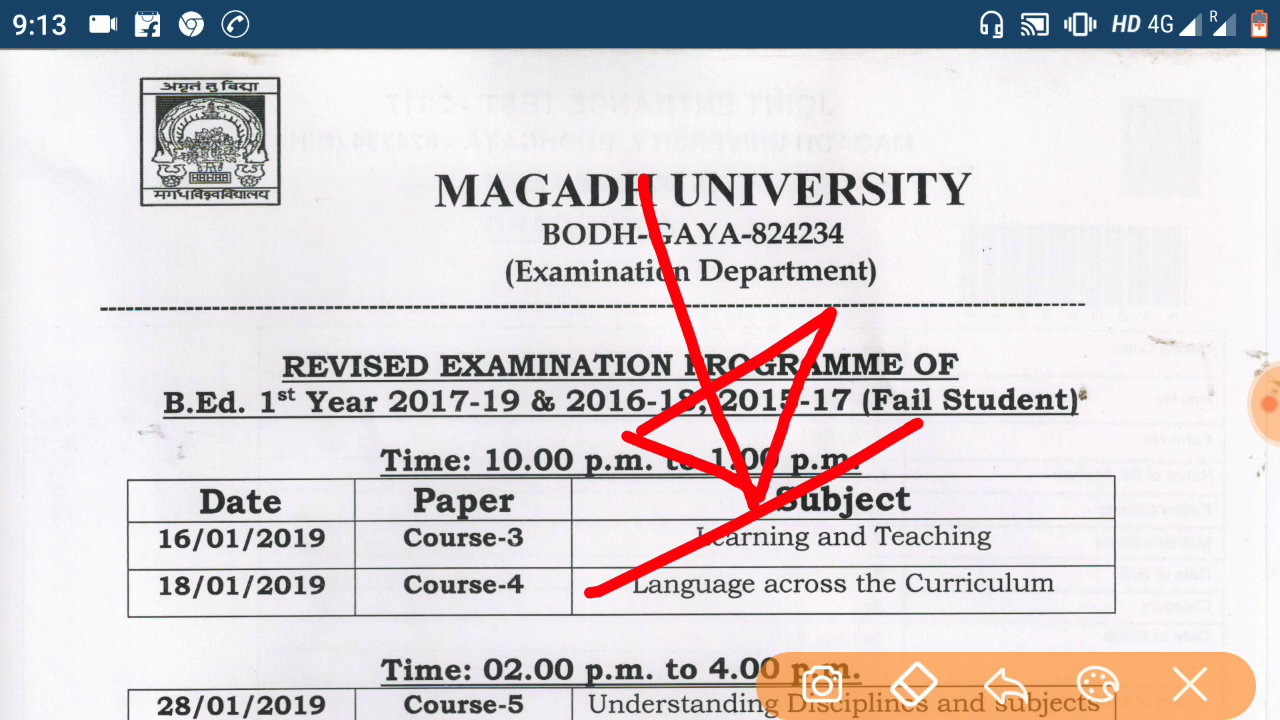 9:13 HD 4G R
अमृतं तु विद्या
मगधविश्वविद्यालय
MAGADH UNIVERSITY
BODH-GAYA-824234
(Examination Department)
REVISED EXAMINATION PROGRAMME OF
B.Ed. 1st Year 2017-19 & 2016-18, 2015-17 (Fail Student)
Time: 10.00 p.m. to 1.00 p.m.
Date Paper Subject
16/01/2019 Course-3 Learning and Teaching
18/01/2019 Course-4 Language across the Curriculum
Time: 02.00 p.m. to 4.00 p.m.
28/01/2019 Course-5 Understanding Disciplines and subjects